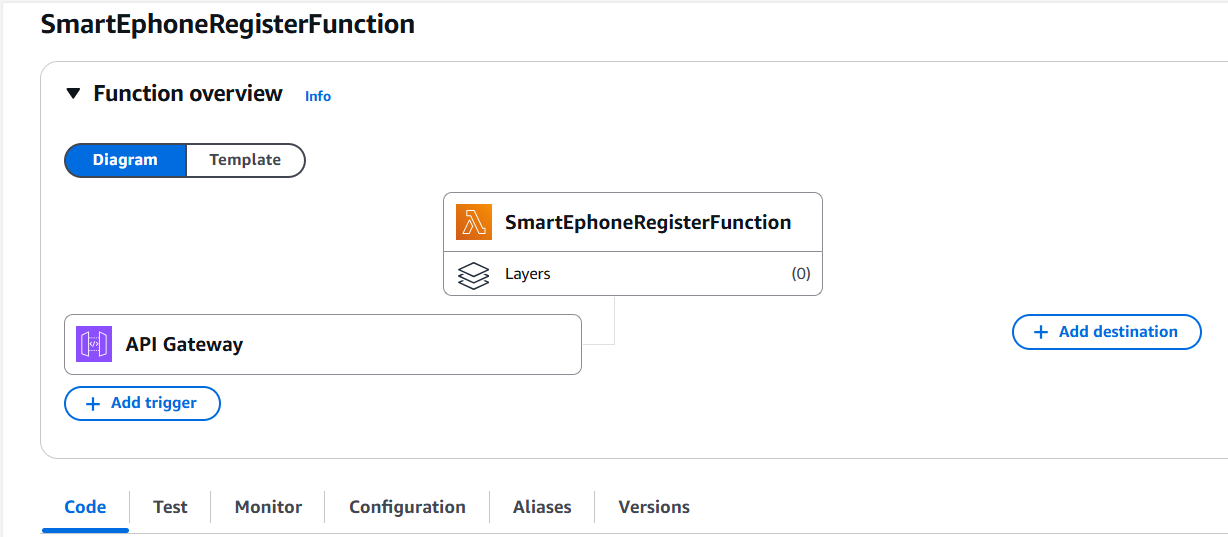 SmartEphoneRegisterFunction
Function overview Info
Diagram Template
SmartEphoneRegisterFunction
Layers (0)
API Gateway
+ Add destination
+ Add trigger
Code Test Monitor Configuration Aliases Versions